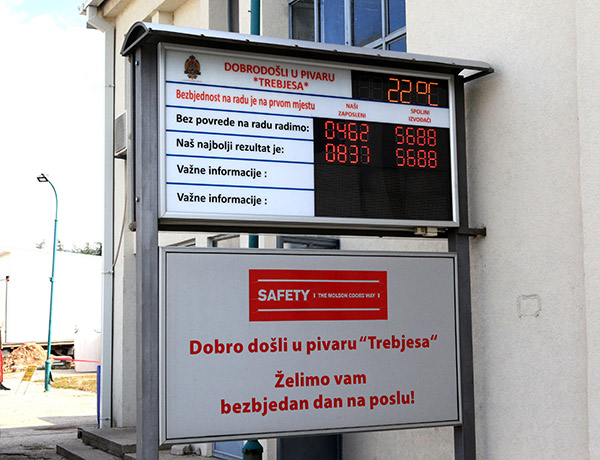 DOBRODOŠLI U PIVARU
*TREBJESA*
22°C
Bezbjednost na radu je na prvom mjestu
NAŠI ZAPOSLENI
SPOLJNI IZVOĐAČI
Bez povrede na radu radimo: 0462 5688
Naš najbolji rezultat je: 0837 5688
Važne informacije :
Važne informacije :
SAFETY THE MOLSON COORS WAY
Dobro došli u pivaru “Trebjesa“
Želimo vam
bezbjedan dan na poslu!